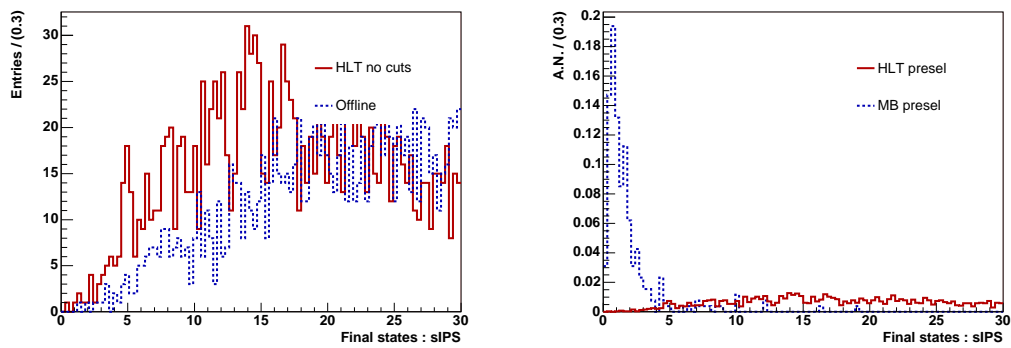 Entries / (0.3)
30
25
20
15
10
5
0
HLT no cuts
Offline
0 5 10 15 20 25 30
Final states : sIPS
A.N. / (0.3)
0.2
0.18
0.16
0.14
0.12
0.1
0.08
0.06
0.04
0.02
0
HLT presel
MB presel
0 5 10 15 20 25 30
Final states : sIPS